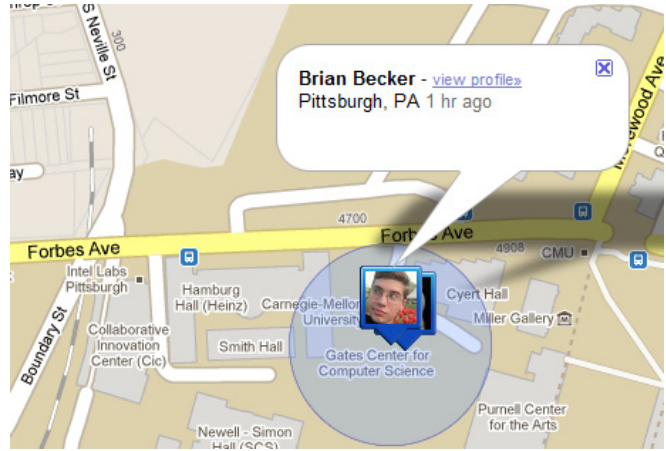 S Neville St
300
Filmore St
Brian Becker - view profile»
Pittsburgh, PA 1 hr ago
Morewood Ave
4700
Forbes Ave
Forbes Ave
4908
CMU
Intel Labs
Pittsburgh
Hamburg
Hall (Heinz)
Carnegie-Mellon
University
Cyert Hall
Miller Gallery
Boundary St
Collaborative
Innovation
Center (Cic)
Smith Hall
Gates Center for
Computer Science
Purnell Center
for the Arts
Newell - Simon
Hall (SCS)